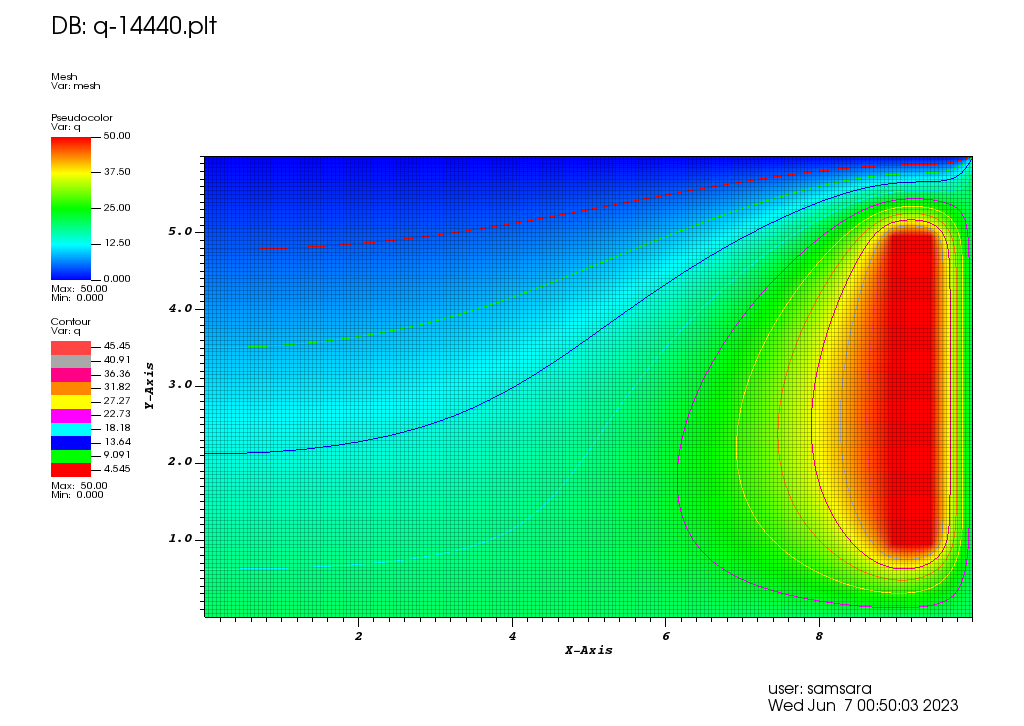 DB: q-14440.plt
Mesh
Var: mesh
Pseudocolor
Var: q
50.00
37.50
25.00
12.50
0.000
Max: 50.00
Min: 0.000
Contour
Var: q
45.45
40.91
36.36
31.82
27.27
22.73
18.18
13.64
9.091
4.545
Max: 50.00
Min: 0.000
Y-Axis
5.0
4.0
3.0
2.0
1.0
2 4 6 8
X-Axis
user: samsara
Wed Jun 7 00:50:03 2023